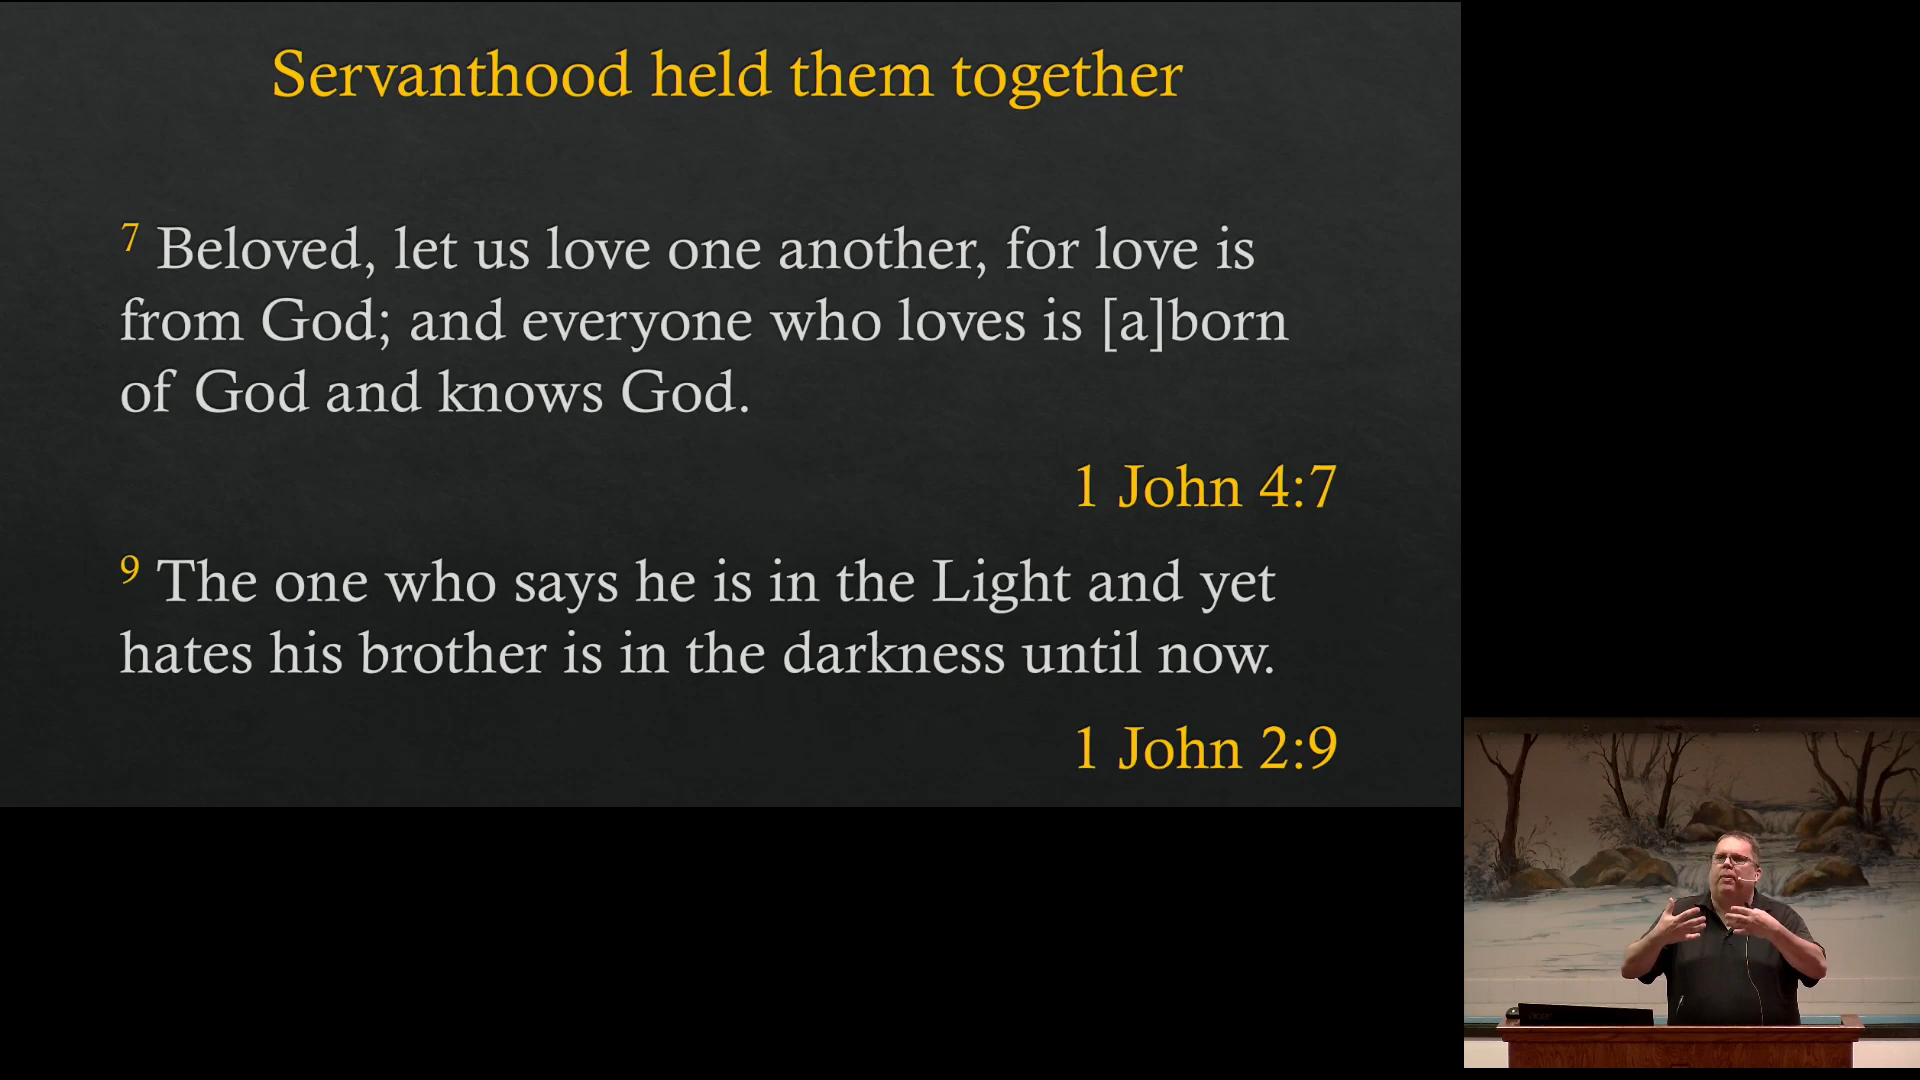 Servanthood held them together
7 Beloved, let us love one another, for love is
from God; and everyone who loves is [a]born
of God and knows God.
1 John 4:7
9 The one who says he is in the Light and yet
hates his brother is in the darkness until now.
1 John 2:9
acer